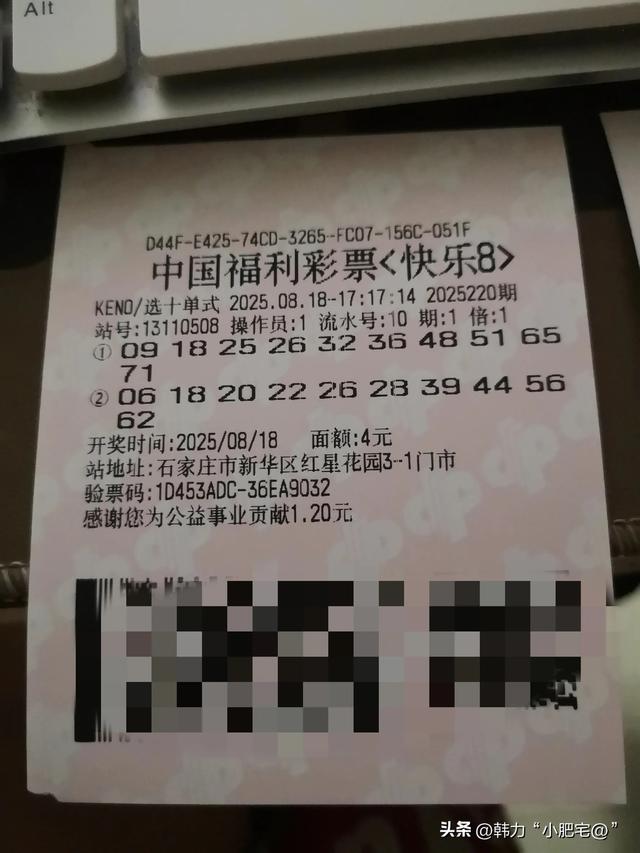 Alt
D44F-E425-74CD-3265-FC07-156C-051F
中国福利彩票<快乐8>
KENO/选十单式 2025.08.18-17:17:14 2025220期
站号:13110508 操作员:1 流水号:10 期:1 倍:1
① 09 18 25 26 32 36 48 51 65
71
② 06 18 20 22 26 28 39 44 56
62
开奖时间:2025/08/18 面额:4元
站地址:石家庄市新华区红星花园3-1门市
验票码:1D453ADC-36EA9032
感谢您为公益事业贡献1.20元
头条 @韩力“小肥宅@”